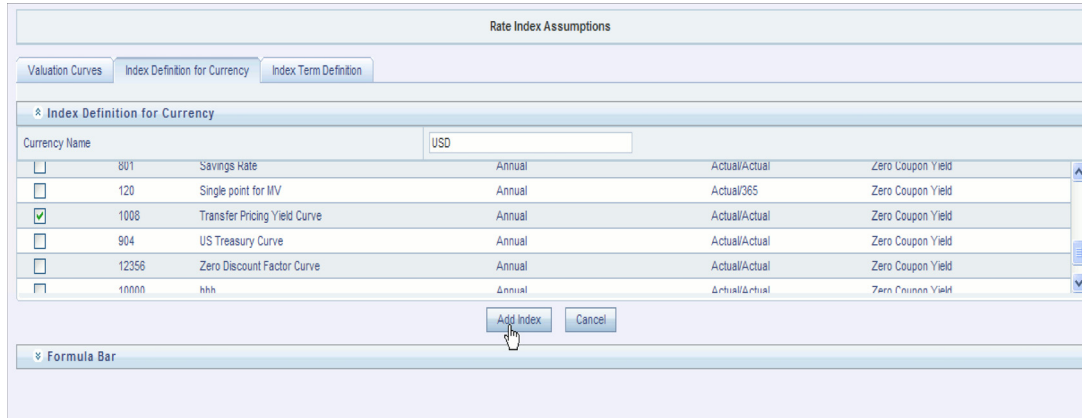 Rate Index Assumptions
Valuation Curves Index Definition for Currency Index Term Definition
Index Definition for Currency
Currency Name USD
801 Savings Rate Annual Actual/Actual Zero Coupon Yield
120 Single point for MV Annual Actual/365 Zero Coupon Yield
1008 Transfer Pricing Yield Curve Annual Actual/Actual Zero Coupon Yield
904 US Treasury Curve Annual Actual/Actual Zero Coupon Yield
12356 Zero Discount Factor Curve Annual Actual/Actual Zero Coupon Yield
10000 hhh Annual Actual/Actual Zero Coupon Yield
Add Index Cancel
Formula Bar